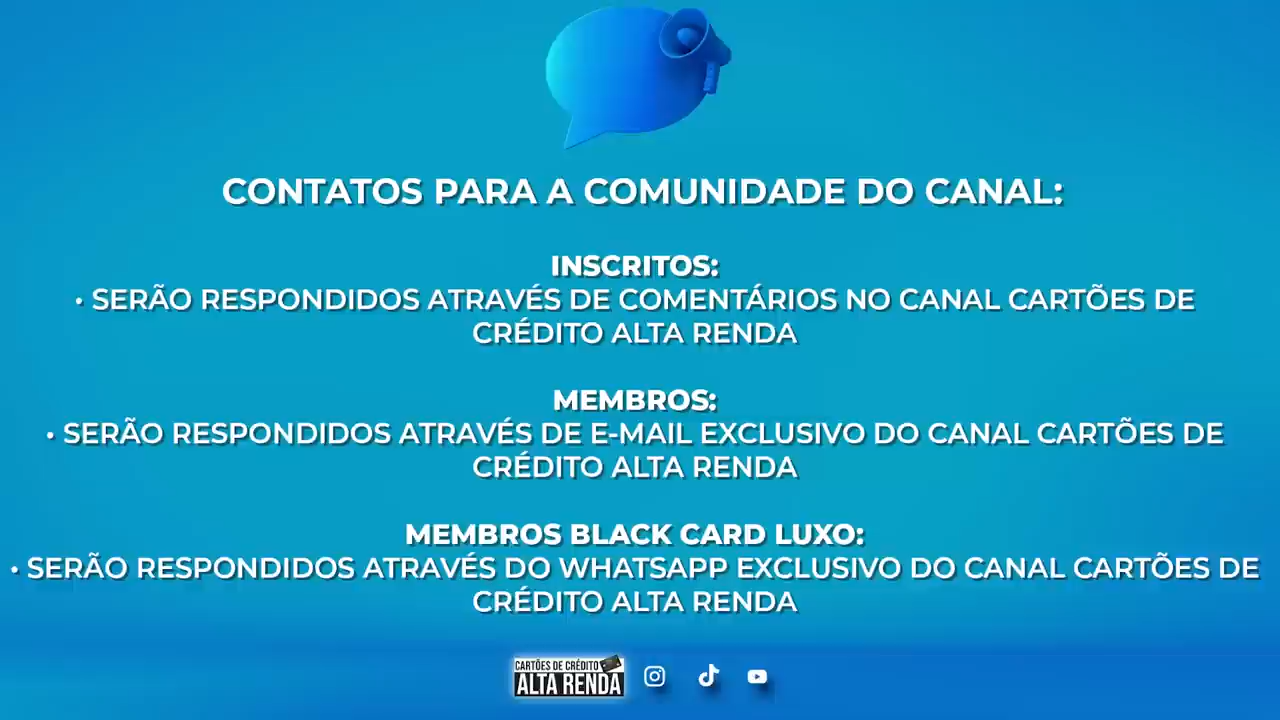 CONTATOS PARA A COMUNIDADE DO CANAL:
INSCRITOS:
• SERÃO RESPONDIDOS ATRAVÉS DE COMENTÁRIOS NO CANAL CARTÕES DE
CRÉDITO ALTA RENDA
MEMBROS:
• SERÃO RESPONDIDOS ATRAVÉS DE E-MAIL EXCLUSIVO DO CANAL CARTÕES DE
CRÉDITO ALTA RENDA
MEMBROS BLACK CARD LUXO:
• SERÃO RESPONDIDOS ATRAVÉS DO WHATSAPP EXCLUSIVO DO CANAL CARTÕES DE
CRÉDITO ALTA RENDA
CARTÕES DE CRÉDITO
ALTA RENDA